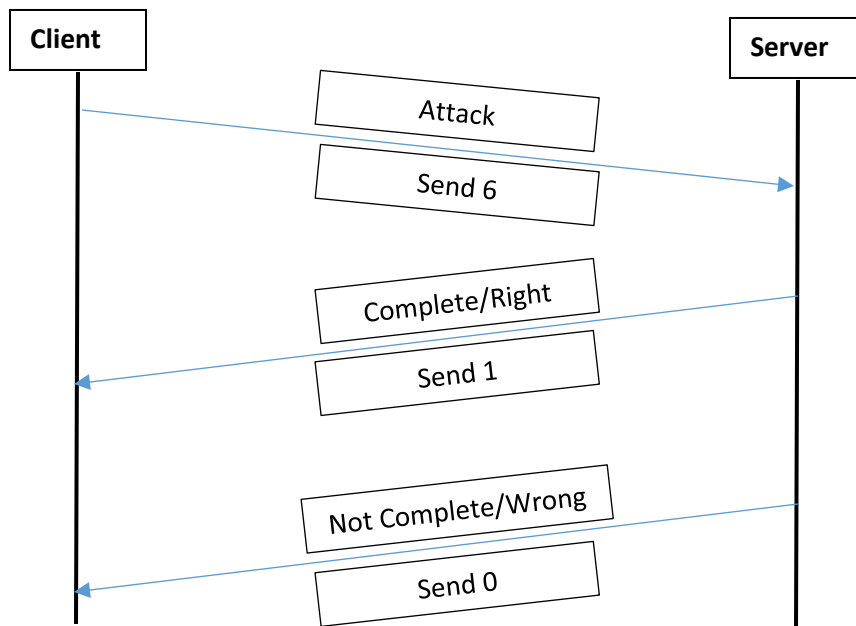 Client
Server
Attack
Send 6
Complete/Right
Send 1
Not Complete/Wrong
Send 0